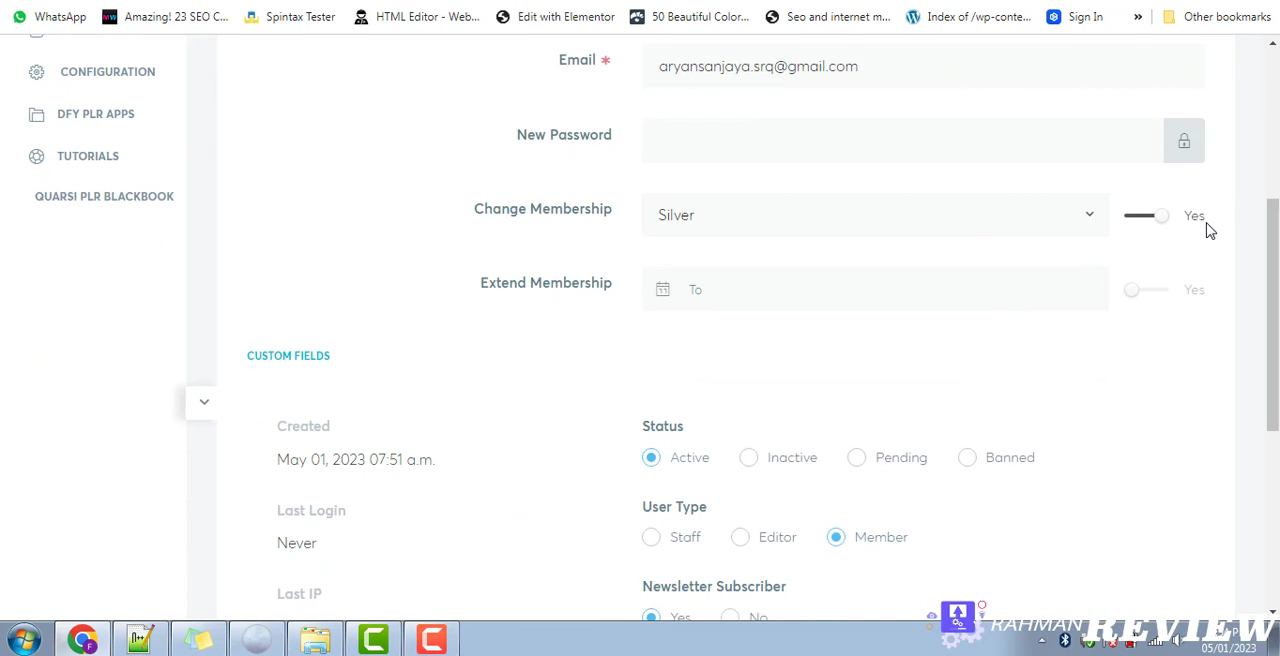 WhatsApp Amazing! 23 SEO C... Spintax Tester HTML Editor - Web... Edit with Elementor 50 Beautiful Color... Seo and internet m... Index of /wp-conte... Sign In » Other bookmarks
Email *
aryansanjaya.srq@gmail.com
CONFIGURATION
DFY PLR APPS
New Password
TUTORIALS
QUARSI PLR BLACKBOOK
Change Membership
Silver
Yes
Extend Membership
To
Yes
CUSTOM FIELDS
Created
Status
May 01, 2023 07:51 a.m.
Active Inactive Pending Banned
Last Login
User Type
Never
Staff Editor Member
Last IP
Newsletter Subscriber
Yes No
RAHMAN REVIEW
05/01/2023